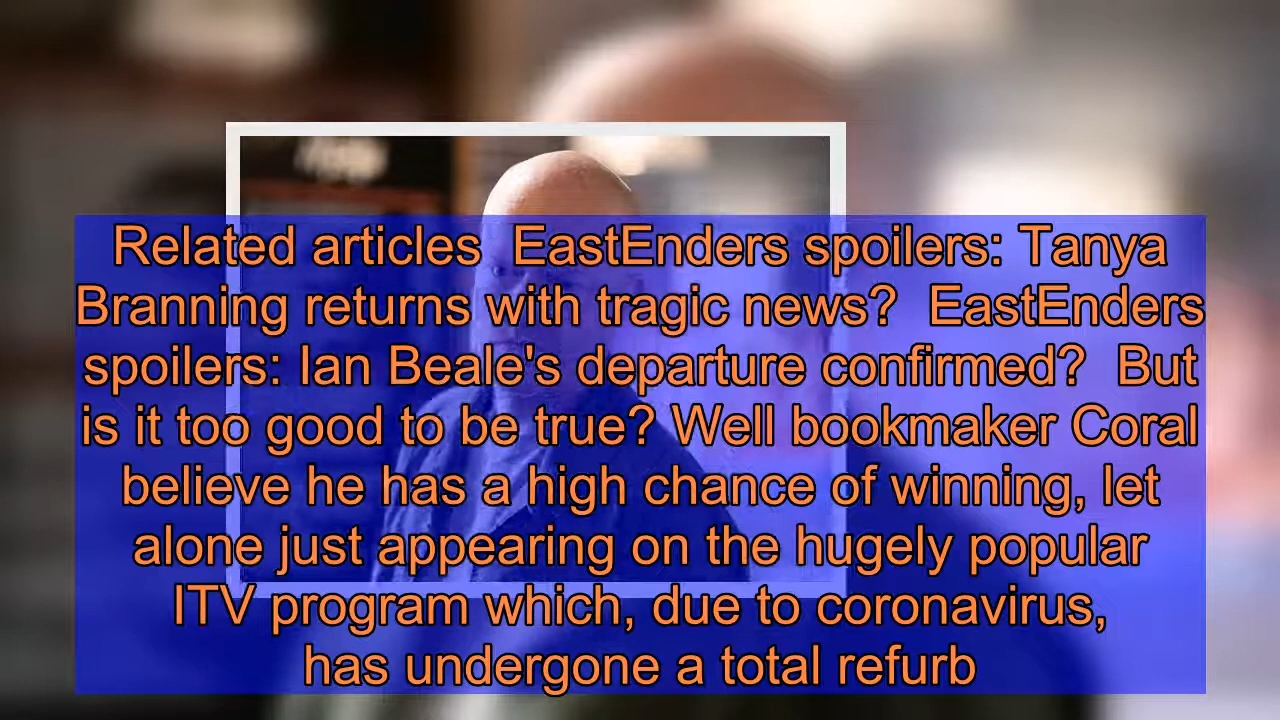 Related articles  EastEnders spoilers: Tanya
Branning returns with tragic news?  EastEnders
spoilers: Ian Beale's departure confirmed?  But
is it too good to be true? Well bookmaker Coral
believe he has a high chance of winning, let
alone just appearing on the hugely popular
ITV program which, due to coronavirus,
has undergone a total refurb